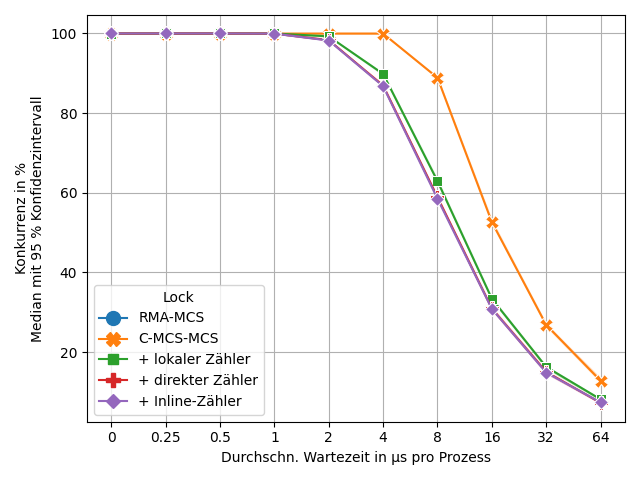 Konkurrenz in %
Median mit 95 % Konfidenzintervall
100
80
60
40
20
Lock
RMA-MCS
C-MCS-MCS
+ lokaler Zähler
+ direkter Zähler
+ Inline-Zähler
0 0.25 0.5 1 2 4 8 16 32 64
Durchschn. Wartezeit in µs pro Prozess